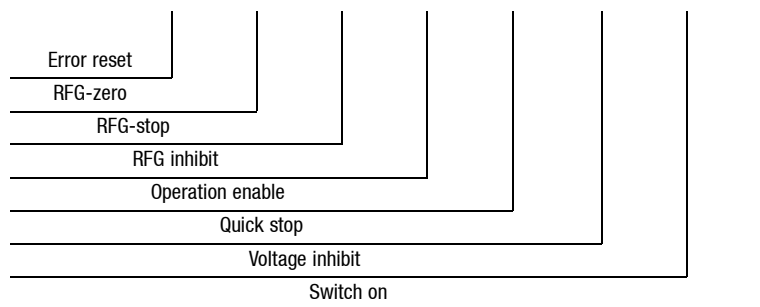 Error reset
RFG-zero
RFG-stop
RFG inhibit
Operation enable
Quick stop
Voltage inhibit
Switch on